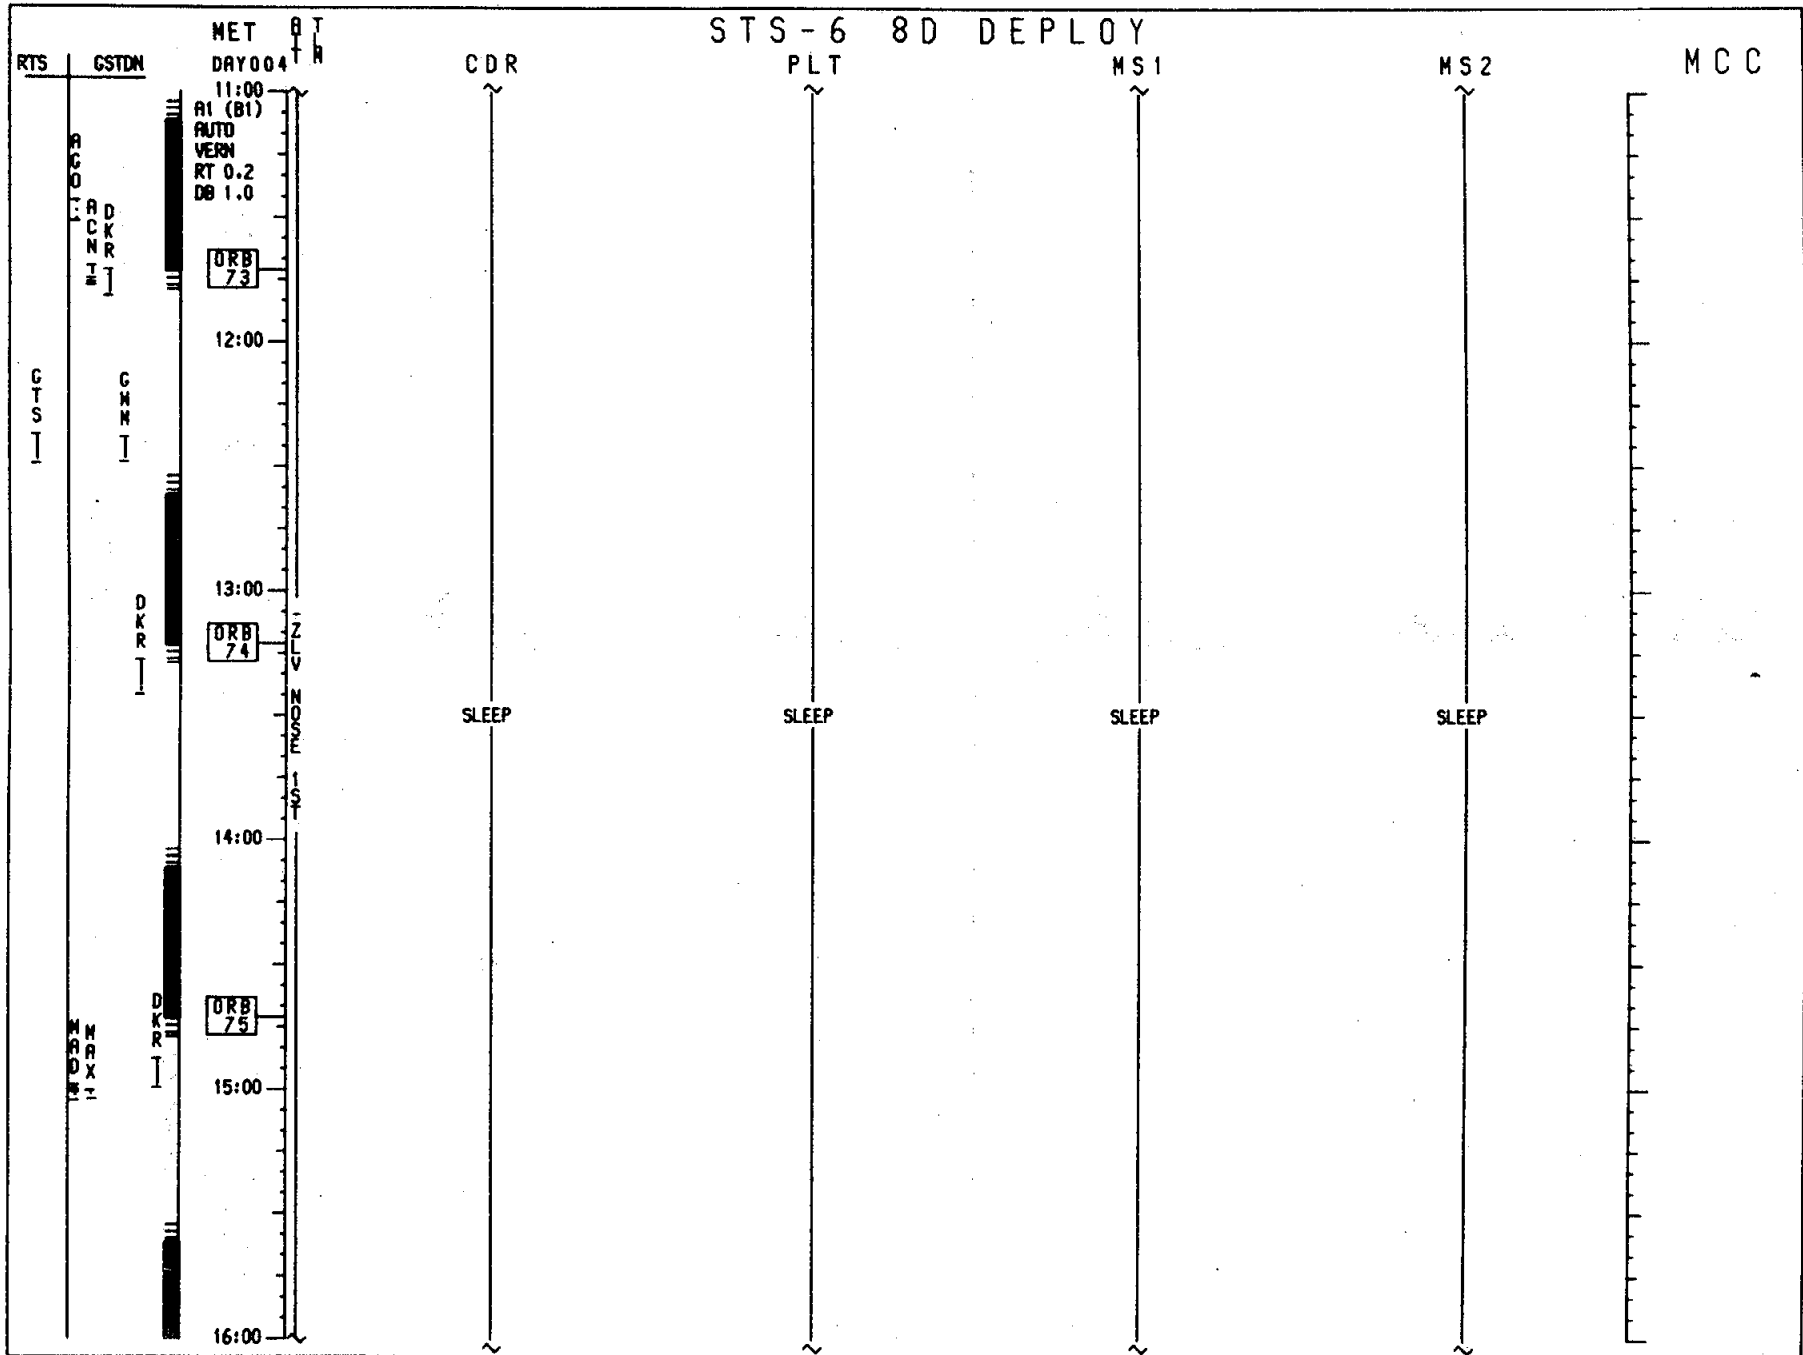 STS-6 8D DEPLOY
MET
DAY004
RTS GSTDN
CDR PLT MS1 MS2 MCC
11:00
A1 (B1)
AUTO
VERN
RT 0.2
DB 1.0
AGO
ACN
DKR
ORB
73
12:00
GTS
GWM
13:00
DKR
ORB
74
-ZLV NOSE 1ST
SLEEP SLEEP SLEEP SLEEP
14:00
DKR
ORB
75
MAD
MAX
15:00
16:00